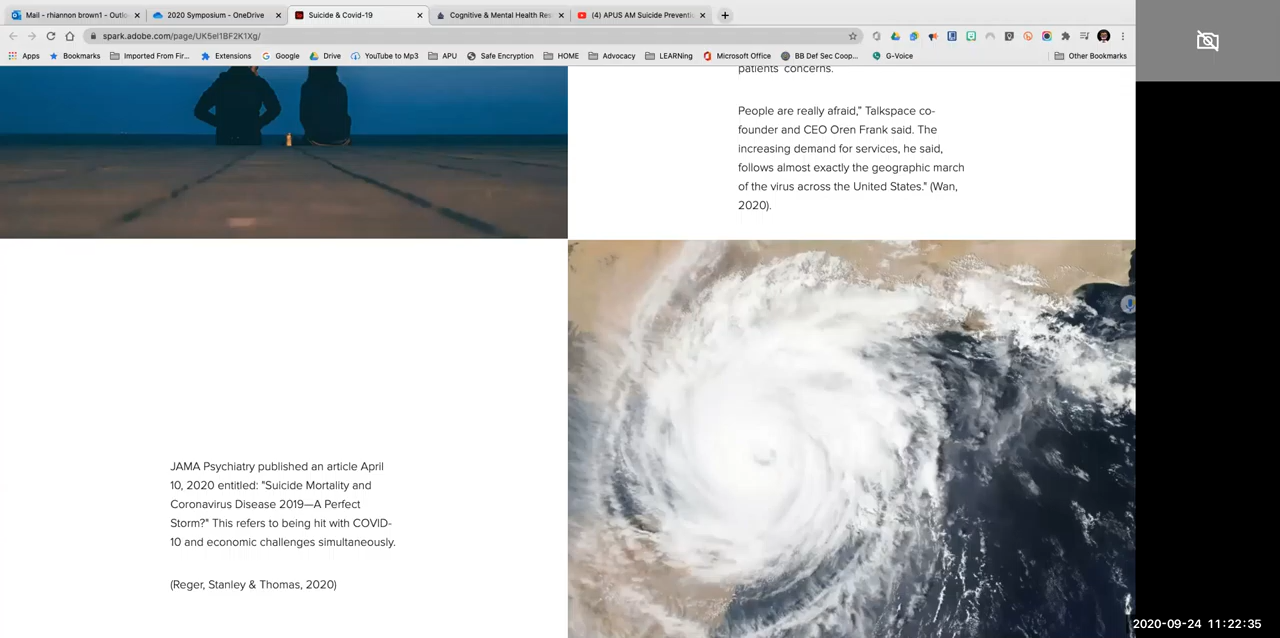 Mail - rhiannon brown1 - Outlo
2020 Symposium - OneDrive
Suicide & Covid-19
Cognitive & Mental Health Res
(4) APUS AM Suicide Preventi
spark.adobe.com/page/UK5eI1BF2K1Xg/
Apps
Bookmarks
Imported From Fir...
Extensions
Google
Drive
YouTube to Mp3
APU
Safe Encryption
HOME
Advocacy
LEARNing
Microsoft Office
BB Def Sec Coop...
G-Voice
Other Bookmarks
patients' concerns.
People are really afraid," Talkspace co-
founder and CEO Oren Frank said. The
increasing demand for services, he said,
follows almost exactly the geographic march
of the virus across the United States." (Wan,
2020).
JAMA Psychiatry published an article April
10, 2020 entitled: "Suicide Mortality and
Coronavirus Disease 2019—A Perfect
Storm?" This refers to being hit with COVID-
10 and economic challenges simultaneously.
(Reger, Stanley & Thomas, 2020)
2020-09-24 11:22:35